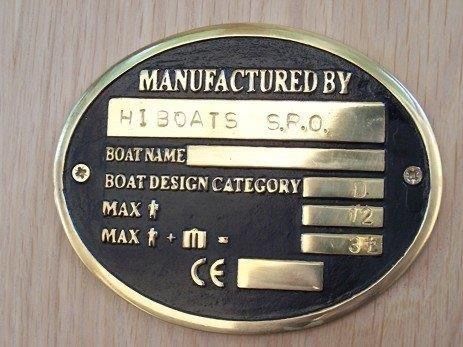 MANUFACTURED BY
HI BOATS S.R.O.
BOAT NAME
BOAT DESIGN CATEGORY D
MAX
MAX + =
CE